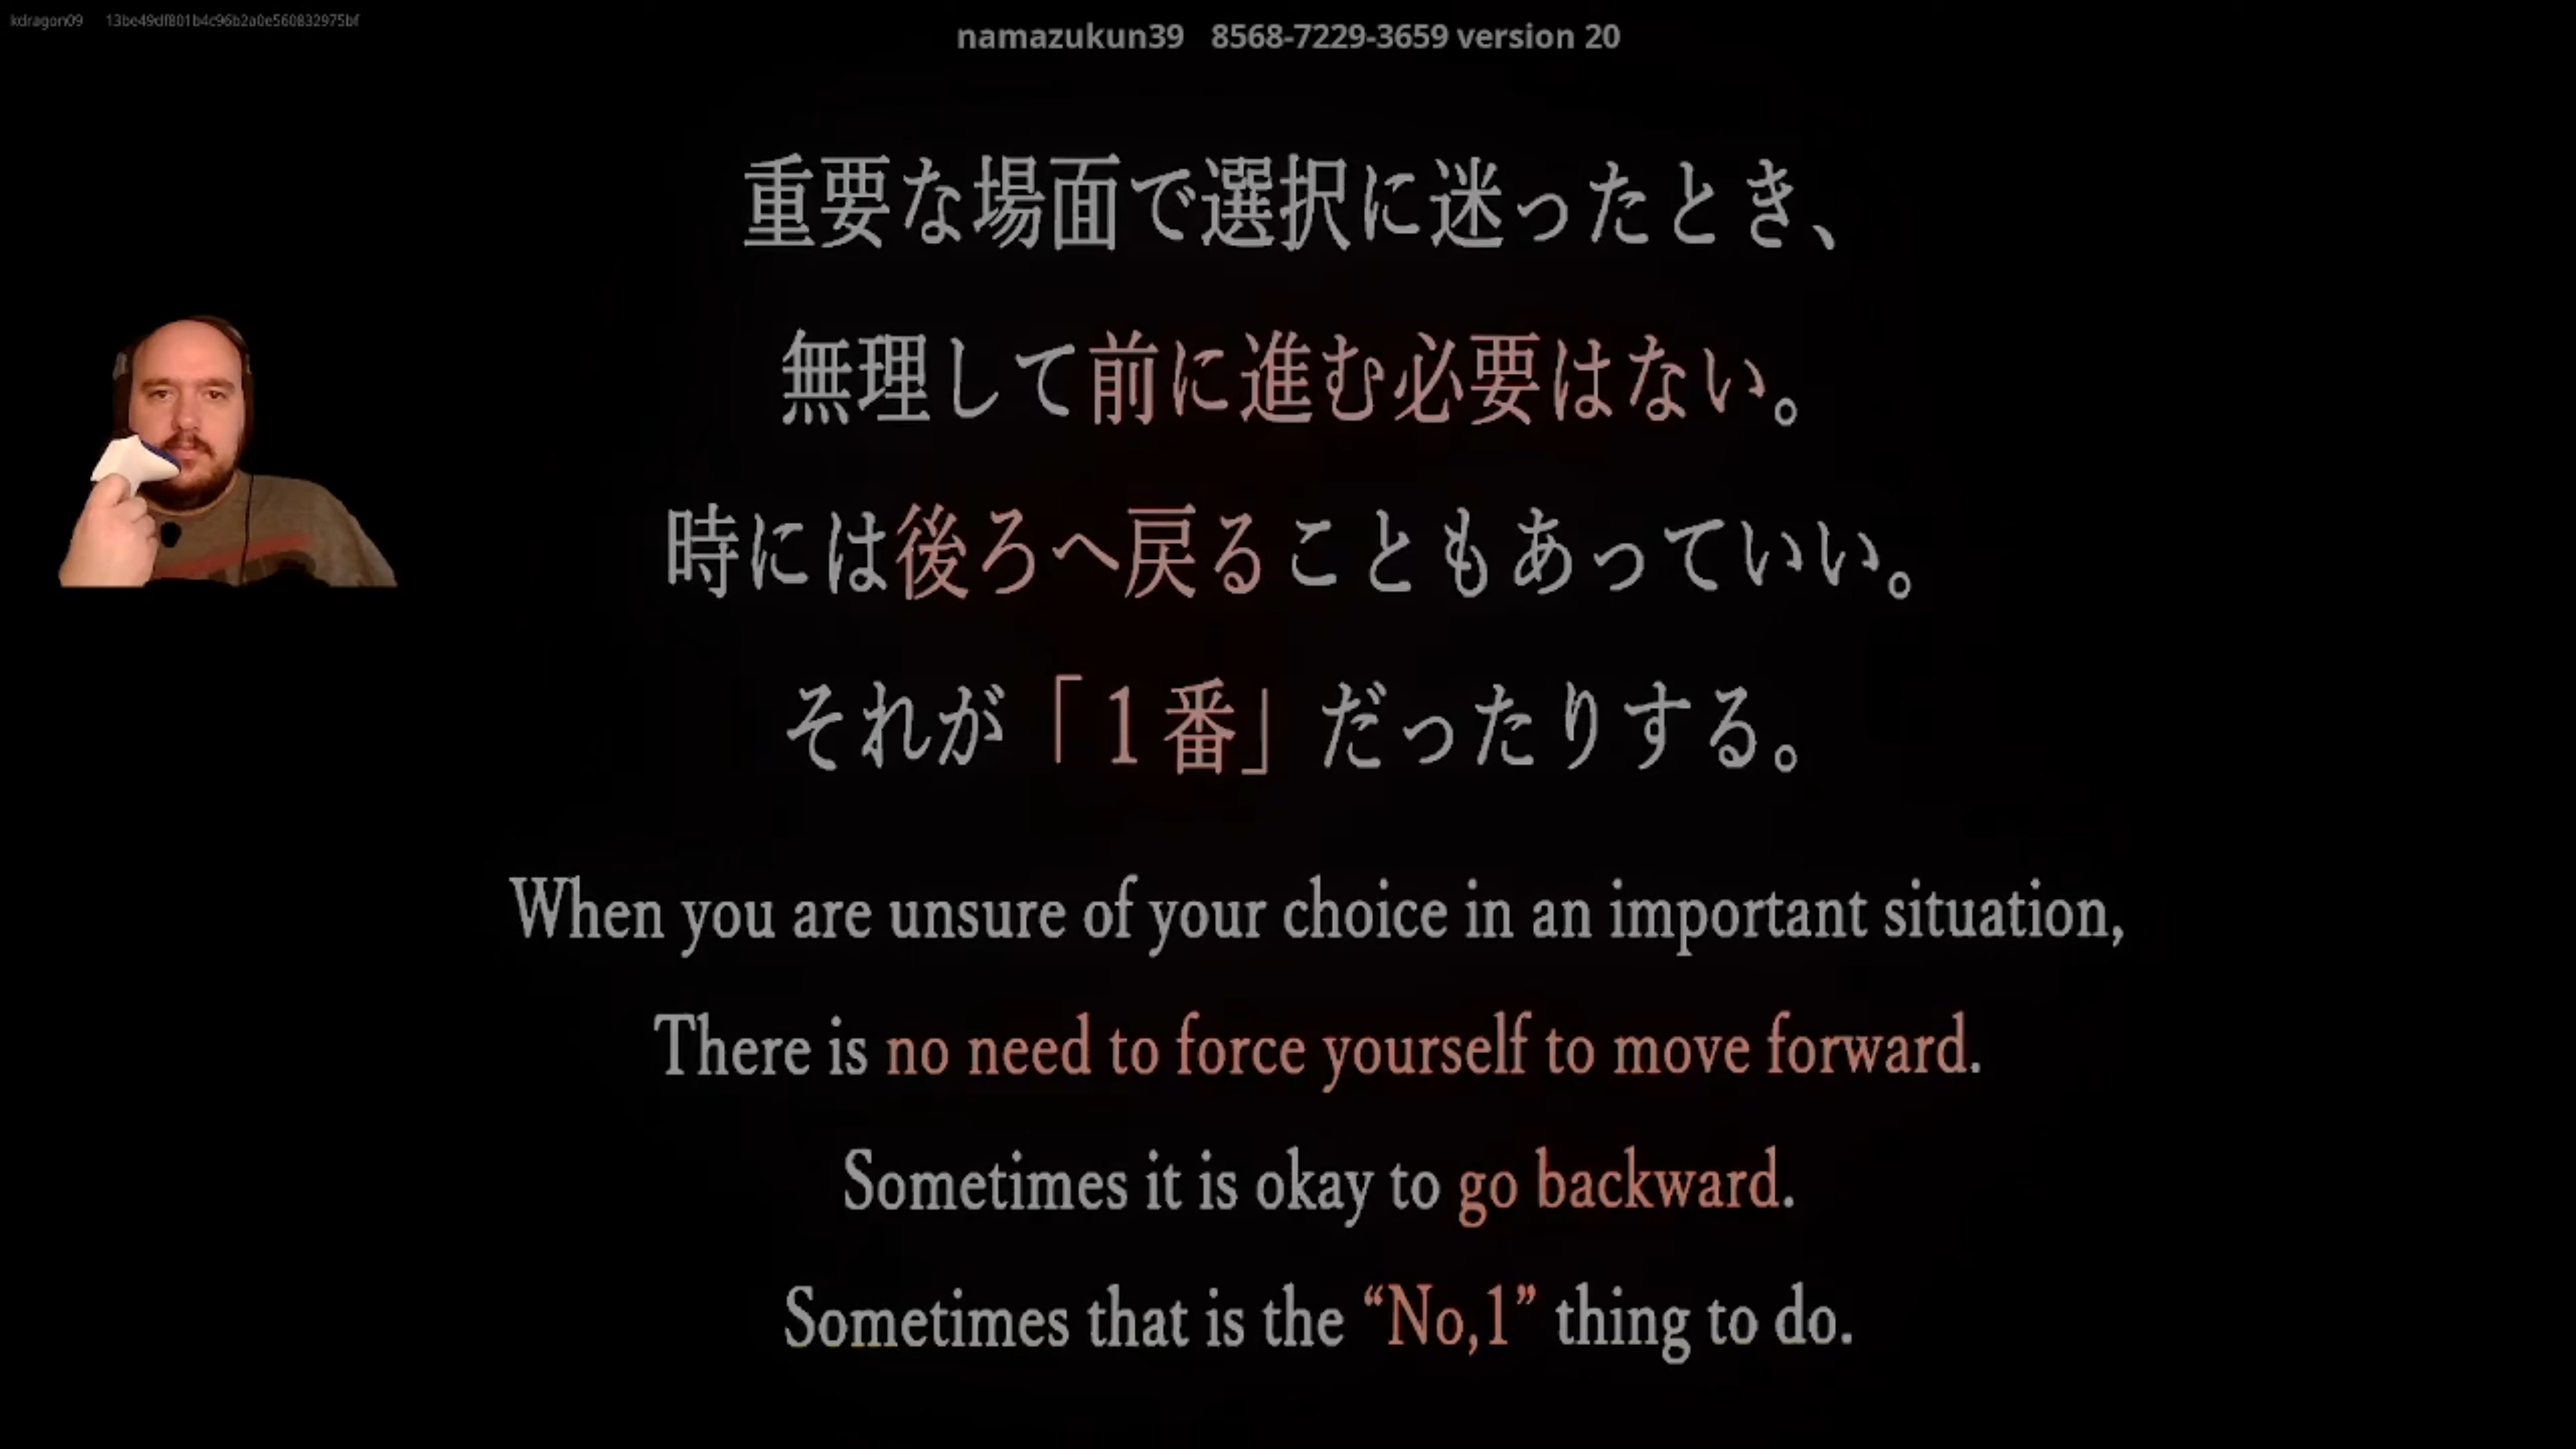 kdragon09 13be49df801b4c96b2a0e560832975bf
namazukun39 8568-7229-3659 version 20
重要な場面で選択に迷ったとき、
無理して前に進む必要はない。
時には後ろへ戻ることもあっていい。
それが「1番」だったりする。
When you are unsure of your choice in an important situation,
There is no need to force yourself to move forward.
Sometimes it is okay to go backward.
Sometimes that is the “No,1” thing to do.